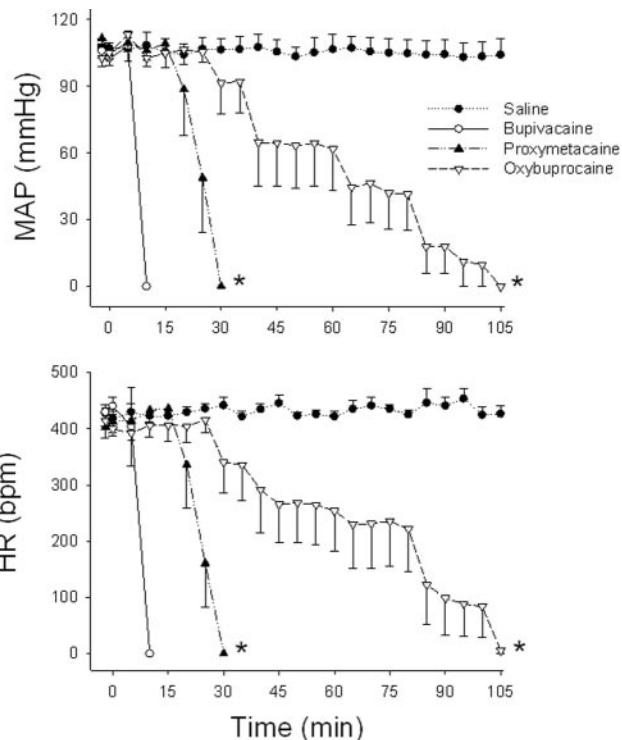 120
90
60
30
0
MAP (mmHg)
Saline
Bupivacaine
Proxymetacaine
Oxybuprocaine
*
*
0 15 30 45 60 75 90 105
500
400
300
200
100
0
HR (bpm)
*
*
0 15 30 45 60 75 90 105
Time (min)